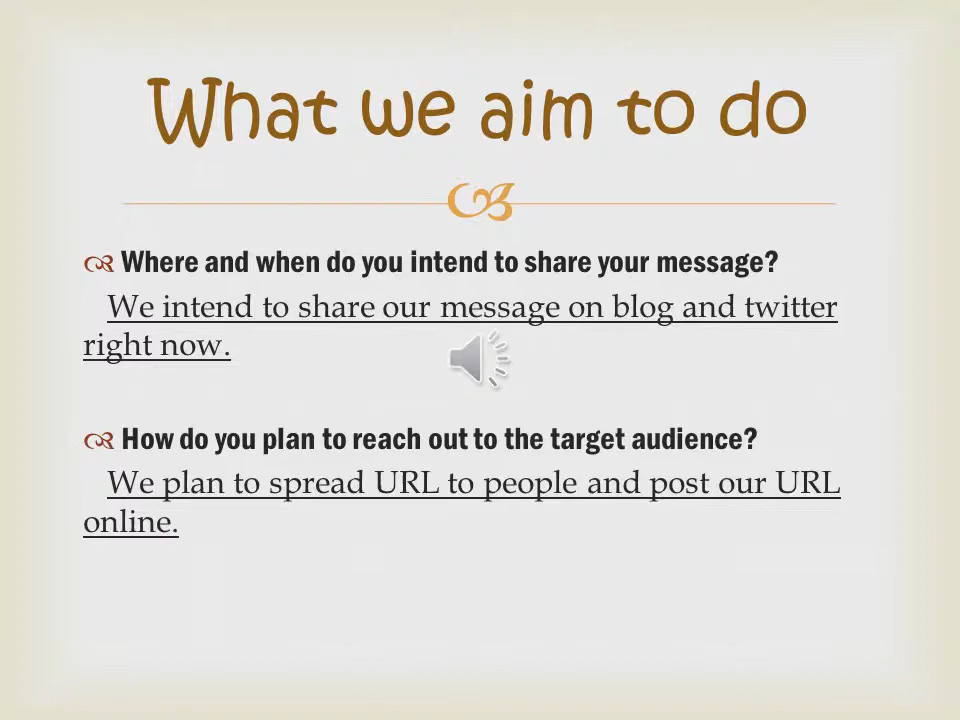 What we aim to do
Where and when do you intend to share your message?
We intend to share our message on blog and twitter
right now.
How do you plan to reach out to the target audience?
We plan to spread URL to people and post our URL
online.